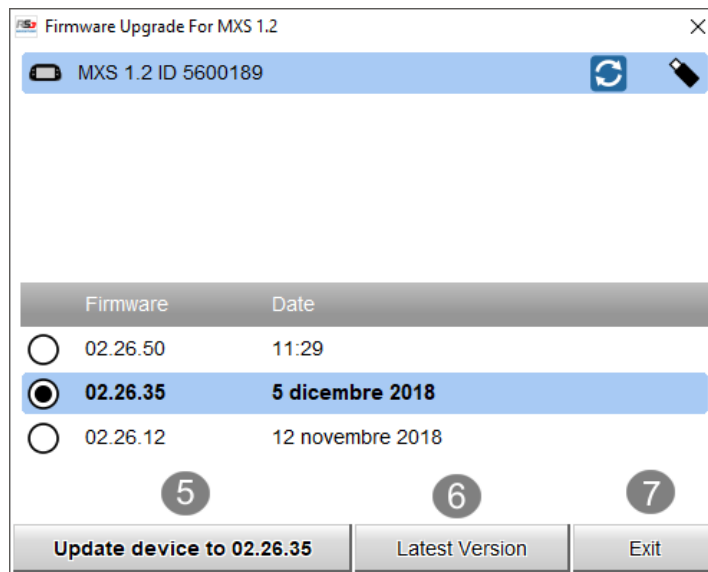 RS3 Firmware Upgrade For MXS 1.2
MXS 1.2 ID 5600189
Firmware Date
02.26.50 11:29
02.26.35 5 dicembre 2018
02.26.12 12 novembre 2018
5 6 7
Update device to 02.26.35 Latest Version Exit